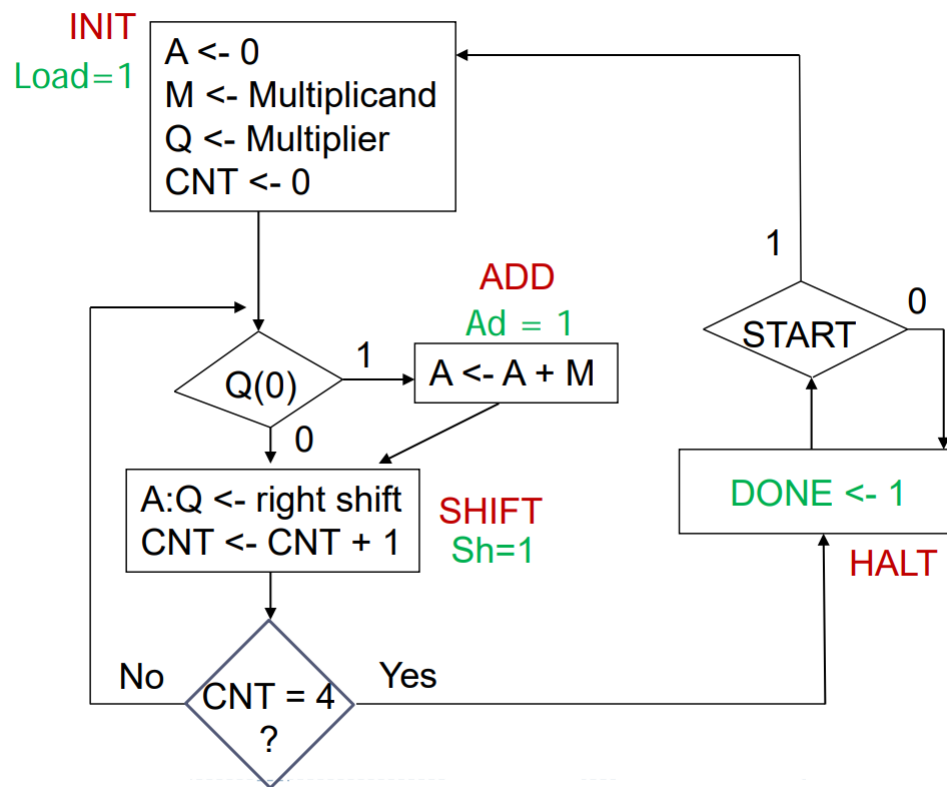 INIT
Load=1
A <- 0
M <- Multiplicand
Q <- Multiplier
CNT <- 0
1
ADD
Ad = 1
0
START
1
A <- A + M
Q(0)
0
A:Q <- right shift
CNT <- CNT + 1
SHIFT
Sh=1
DONE <- 1
HALT
No
CNT = 4
?
Yes